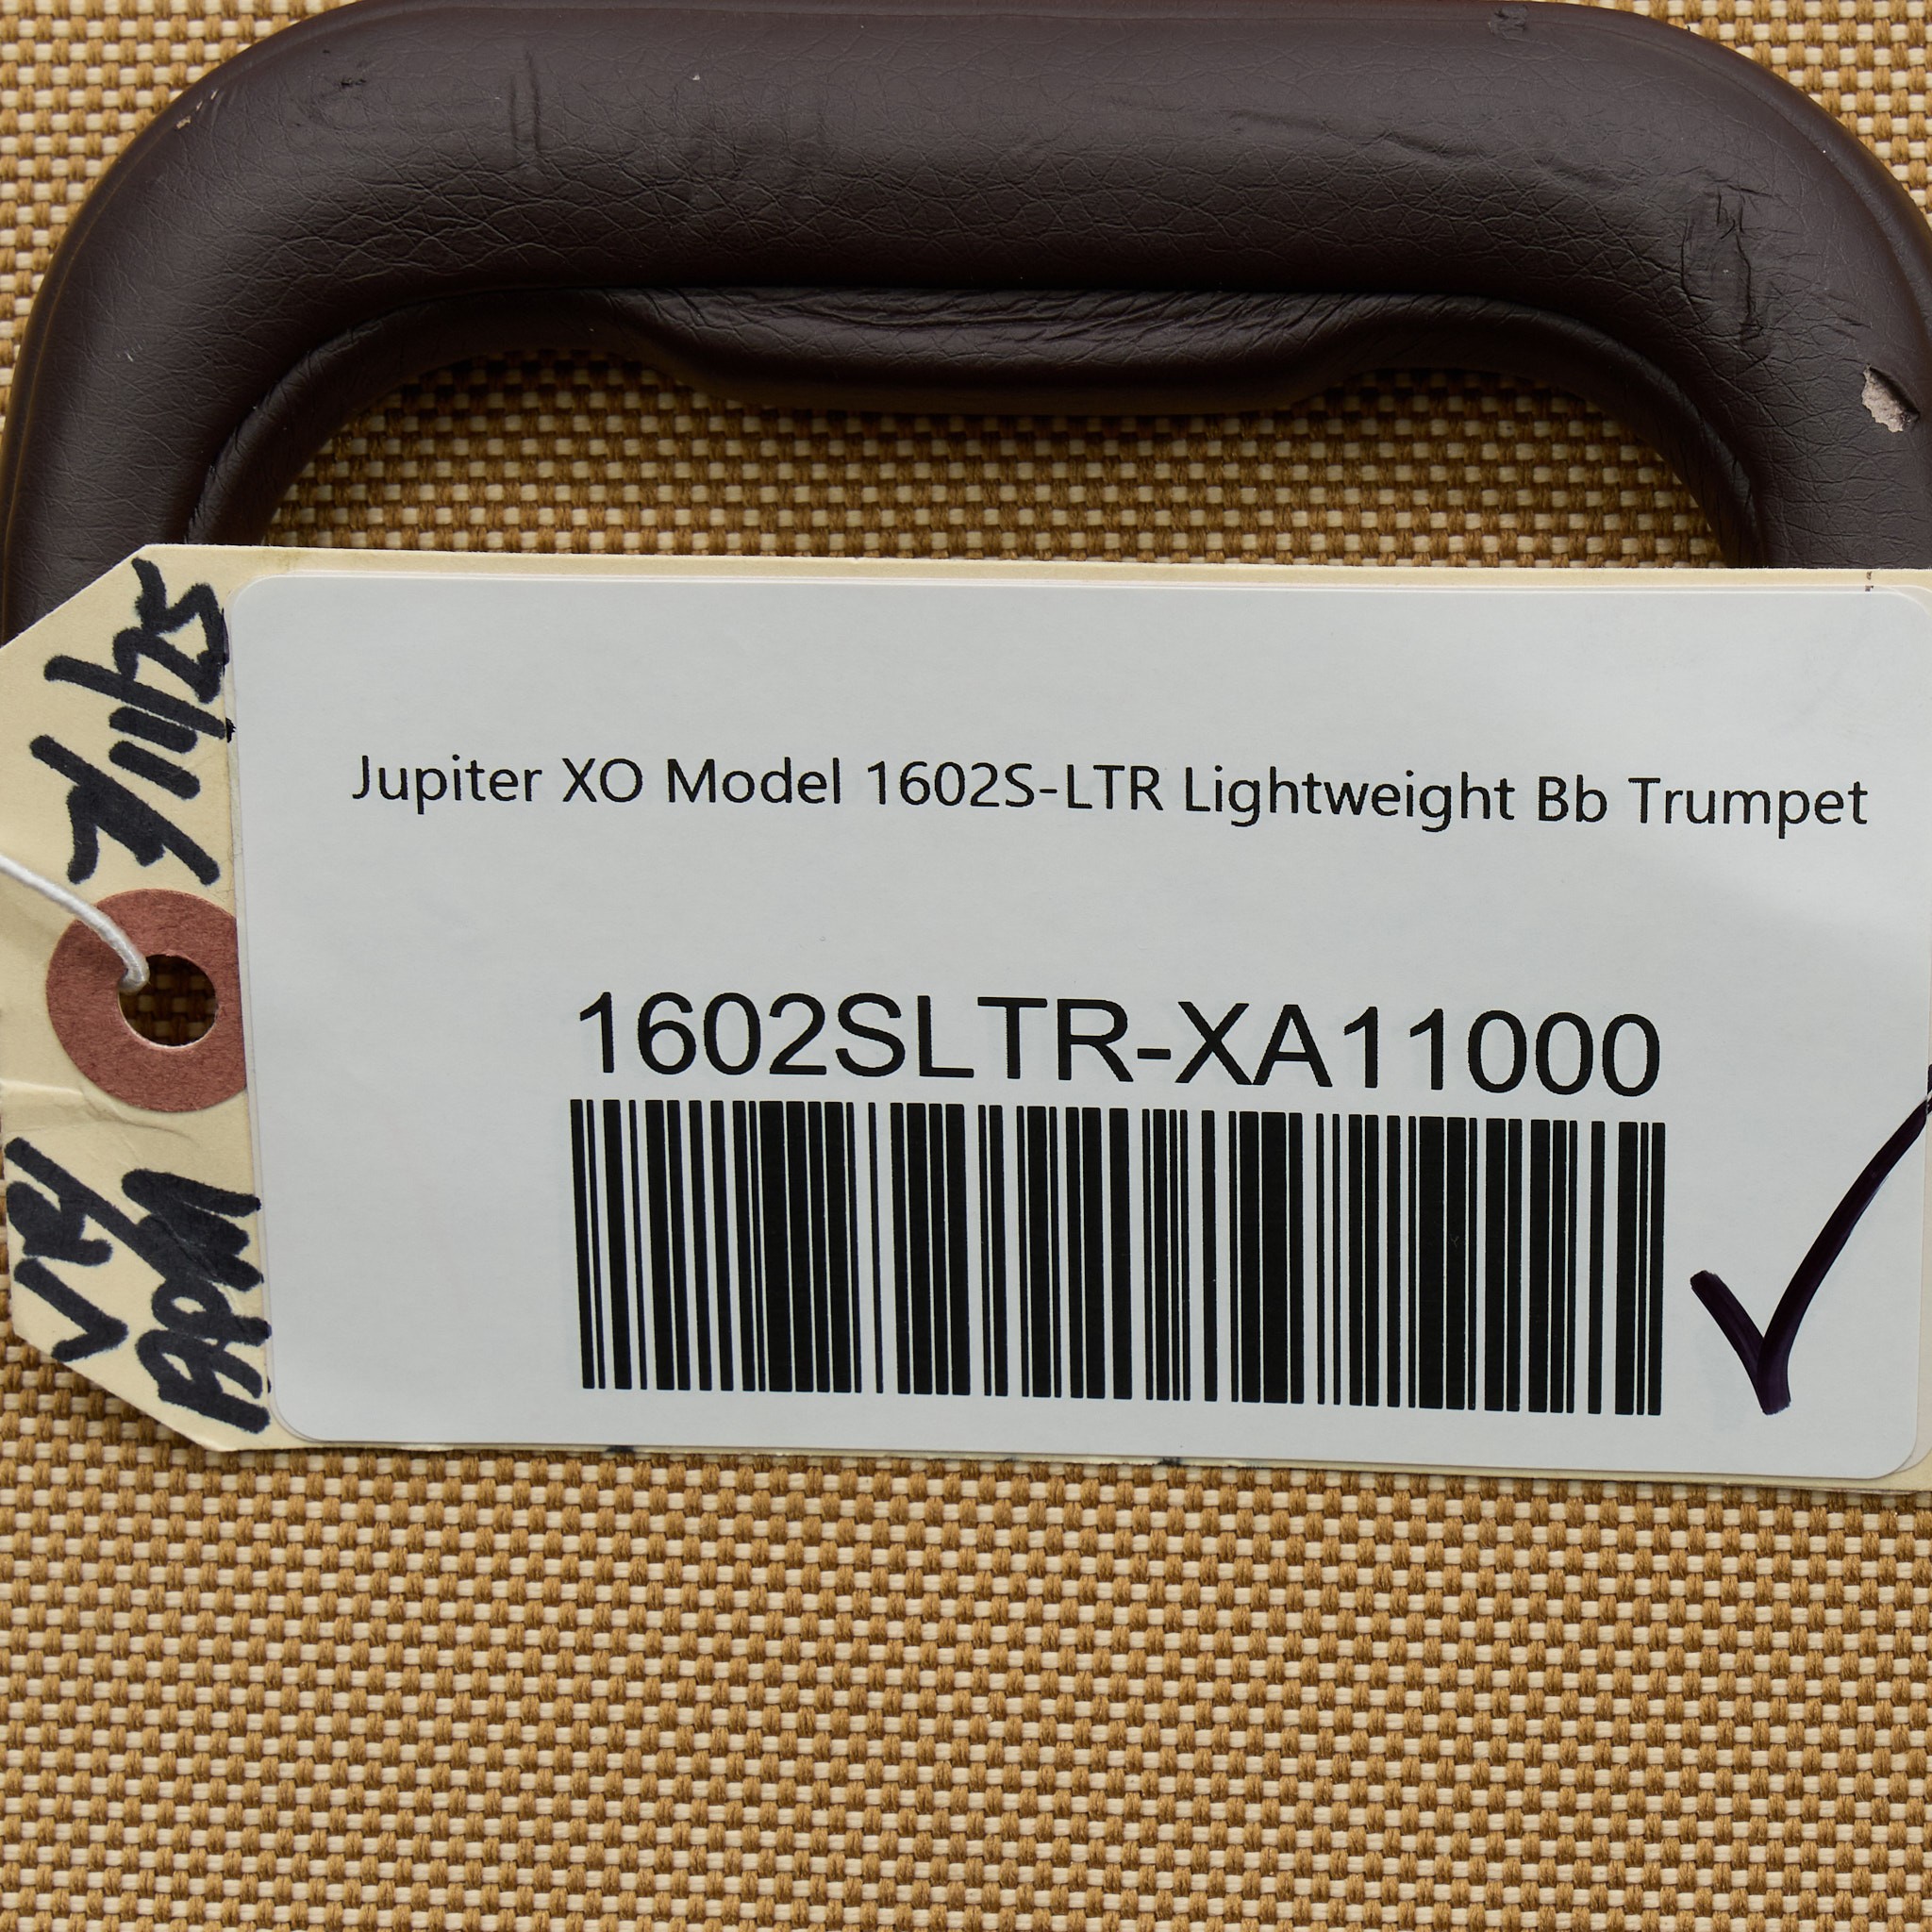 Jupiter XO Model 1602S-LTR Lightweight Bb Trumpet
1602SLTR-XA11000